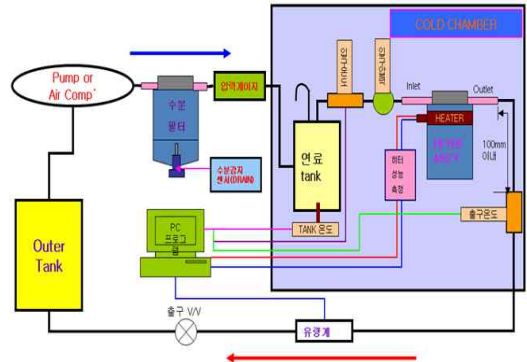 COLD CHAMBER
Pump or
Air Comp'
수분
필터
압력게이지
수분감지
센서(DRAIN)
연료
tank
Inlet
Outlet
HEATER
100mm
이내
히터
성능
측정
출구온도
TANK 온도
PC
프로그
램
Outer
Tank
출구 V/V
유량계